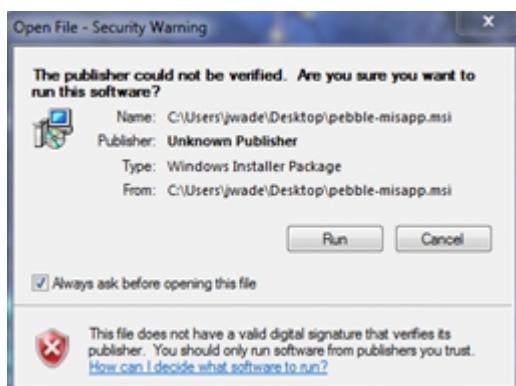 Open File - Security Warning
The publisher could not be verified.  Are you sure you want to
run this software?
Name: C:\Users\jwade\Desktop\pebble-misapp.msi
Publisher: Unknown Publisher
Type: Windows Installer Package
From: C:\Users\jwade\Desktop\pebble-misapp.msi
Run Cancel
Always ask before opening this file
This file does not have a valid digital signature that verifies its
publisher.  You should only run software from publishers you trust.
How can I decide what software to run?